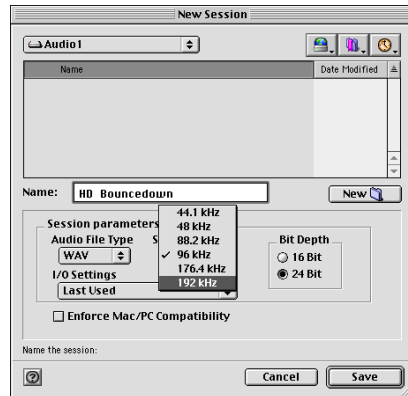 New Session
Audio1
Name Date Modified
Name: HD Bouncedown New
Session parameters
Audio File Type S
WAV
44.1 kHz
48 kHz
88.2 kHz
✓ 96 kHz
176.4 kHz
192 kHz
Bit Depth
16 Bit
24 Bit
I/O Settings
Last Used
Enforce Mac/PC Compatibility
Name the session:
? Cancel Save